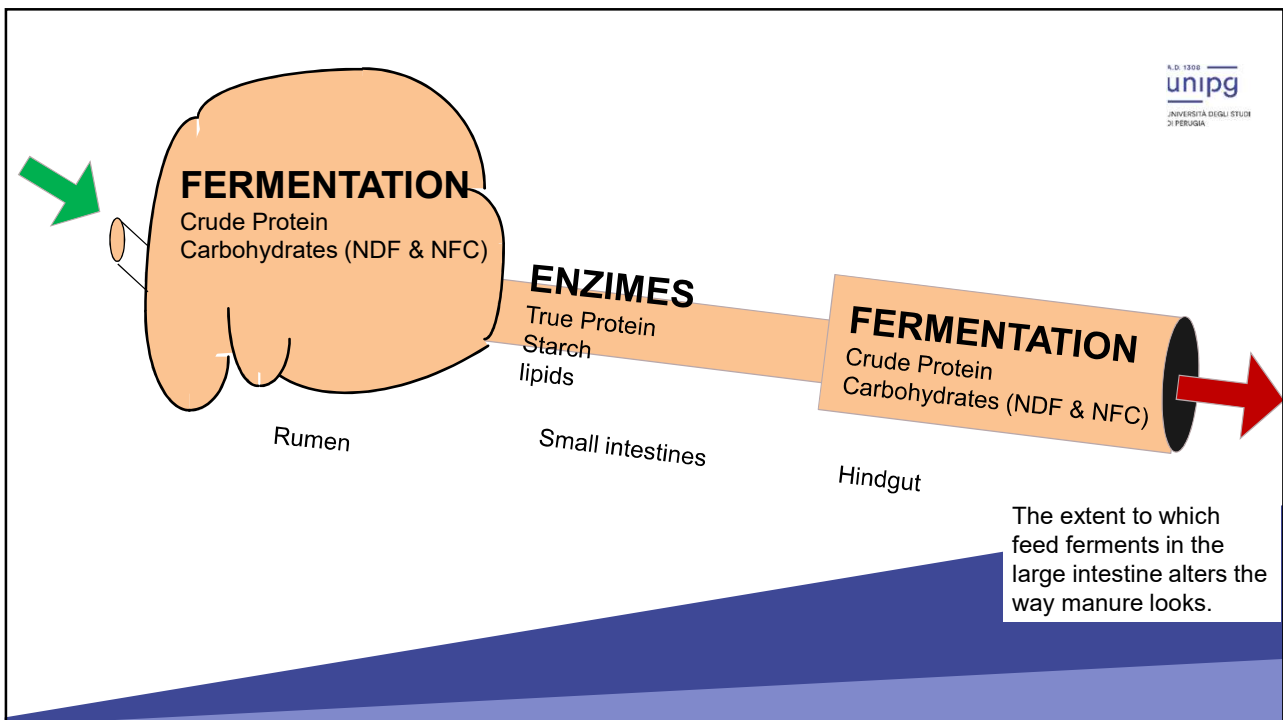 A.D. 1308
unipg
UNIVERSITÀ DEGLI STUDI
DI PERUGIA
FERMENTATION
Crude Protein
Carbohydrates (NDF & NFC)
ENZIMES
True Protein
Starch
lipids
FERMENTATION
Crude Protein
Carbohydrates (NDF & NFC)
Rumen
Small intestines
Hindgut
The extent to which
feed ferments in the
large intestine alters the
way manure looks.